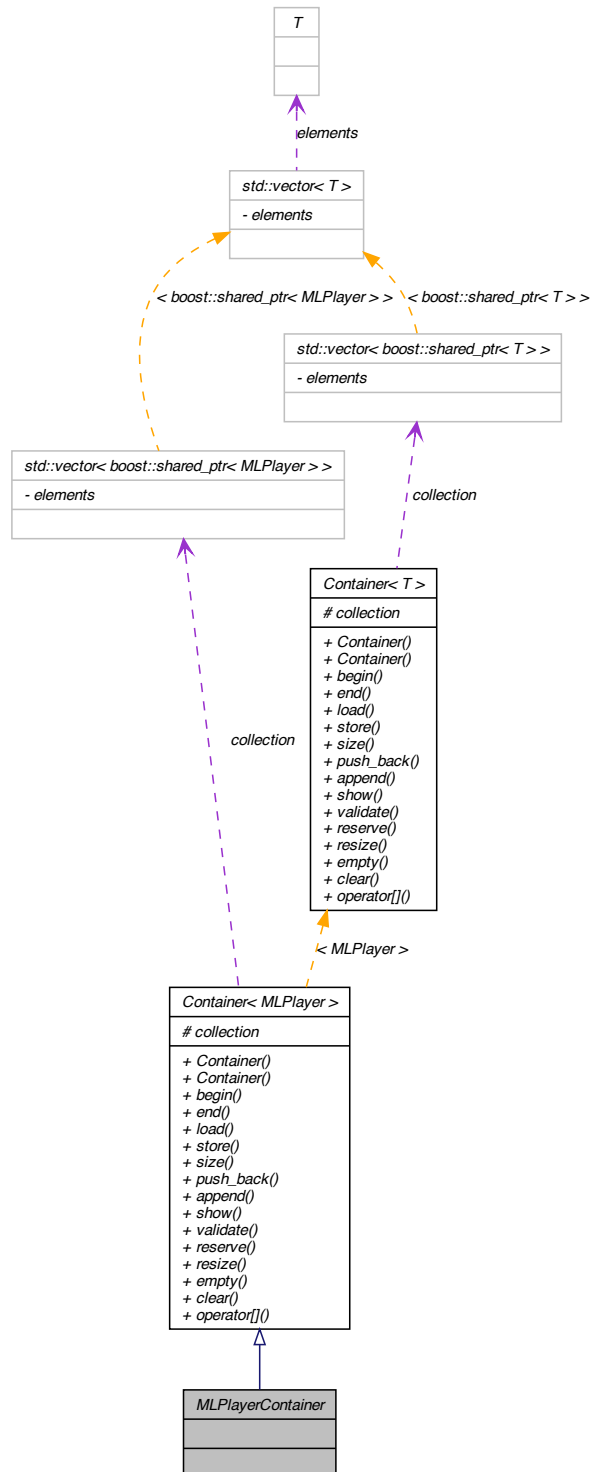 T
elements
std::vector< T >
- elements
< boost::shared_ptr< MLPlayer > >
< boost::shared_ptr< T > >
std::vector< boost::shared_ptr< T > >
- elements
std::vector< boost::shared_ptr< MLPlayer > >
- elements
collection
Container< T >
# collection
+ Container()
+ Container()
+ begin()
+ end()
+ load()
+ store()
+ size()
+ push_back()
+ append()
+ show()
+ validate()
+ reserve()
+ resize()
+ empty()
+ clear()
+ operator[]()
collection
< MLPlayer >
Container< MLPlayer >
# collection
+ Container()
+ Container()
+ begin()
+ end()
+ load()
+ store()
+ size()
+ push_back()
+ append()
+ show()
+ validate()
+ reserve()
+ resize()
+ empty()
+ clear()
+ operator[]()
MLPlayerContainer